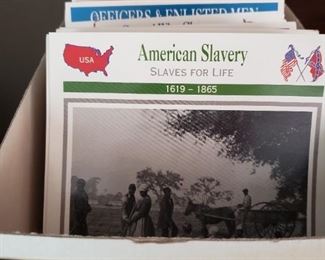 OFFICERS & ENLISTED MEN
USA
American Slavery
SLAVES FOR LIFE
1619 – 1865